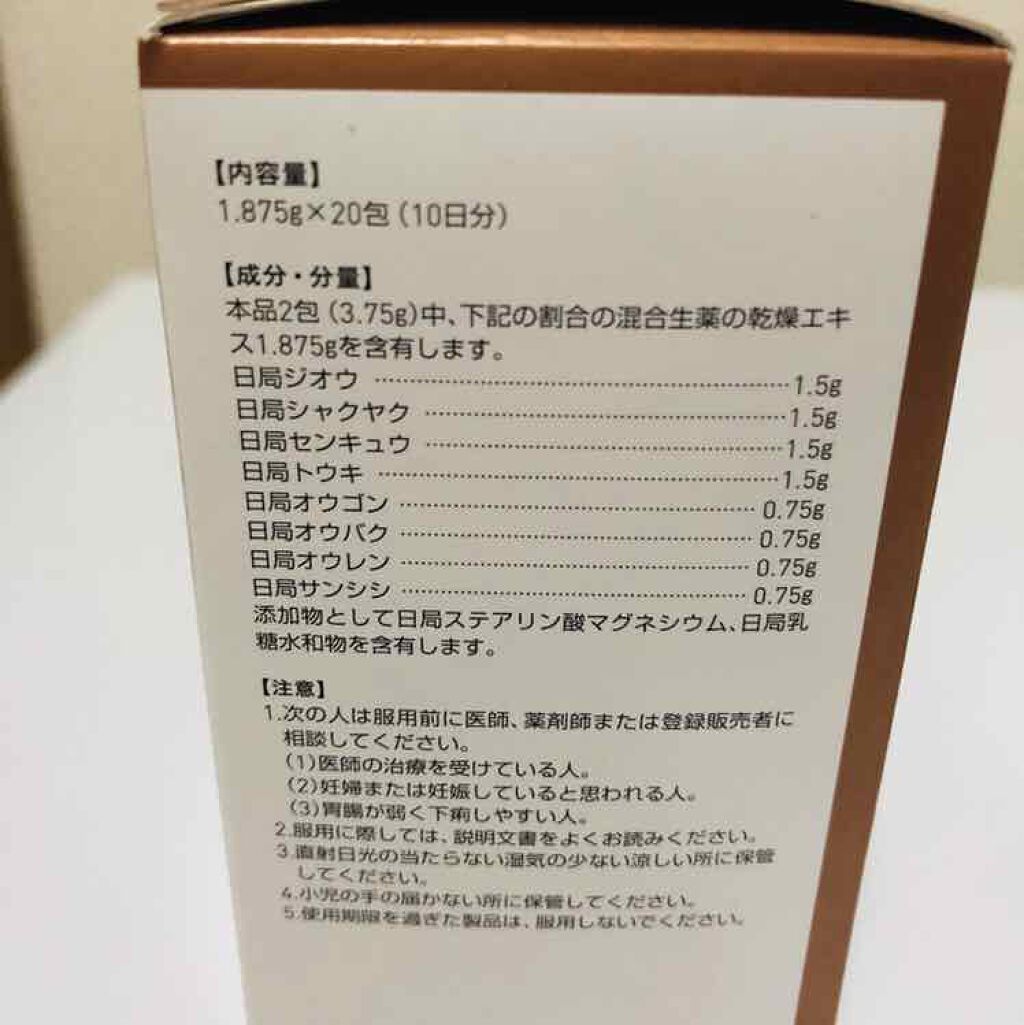 【内容量】
1.875g×20包（10日分）
【成分・分量】
本品2包（3.75g）中、下記の割合の混合生薬の乾燥エキ
ス1.875gを含有します。
日局ジオウ ……………………………………… 1.5g
日局シャクヤク ………………………………… 1.5g
日局センキュウ ………………………………… 1.5g
日局トウキ ……………………………………… 1.5g
日局オウゴン ………………………………… 0.75g
日局オウバク ………………………………… 0.75g
日局オウレン ………………………………… 0.75g
日局サンシシ ………………………………… 0.75g
添加物として日局ステアリン酸マグネシウム、日局乳
糖水和物を含有します。
【注意】
1.次の人は服用前に医師、薬剤師または登録販売者に
相談してください。
（1）医師の治療を受けている人。
（2）妊婦または妊娠していると思われる人。
（3）胃腸が弱く下痢しやすい人。
2.服用に際しては、説明文書をよくお読みください。
3.直射日光の当たらない湿気の少ない涼しい所に保管
してください。
4.小児の手の届かない所に保管してください。
5.使用期限を過ぎた製品は、服用しないでください。